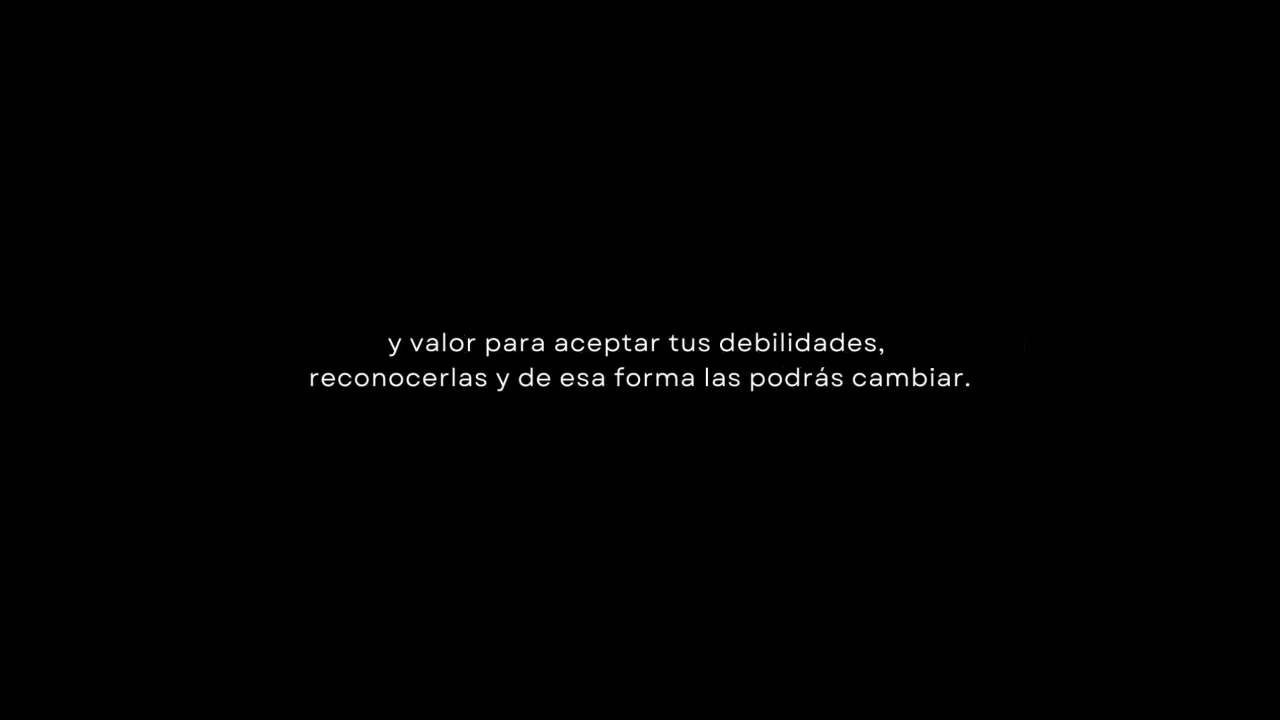 y valor para aceptar tus debilidades,
reconocerlas y de esa forma las podrás cambiar.